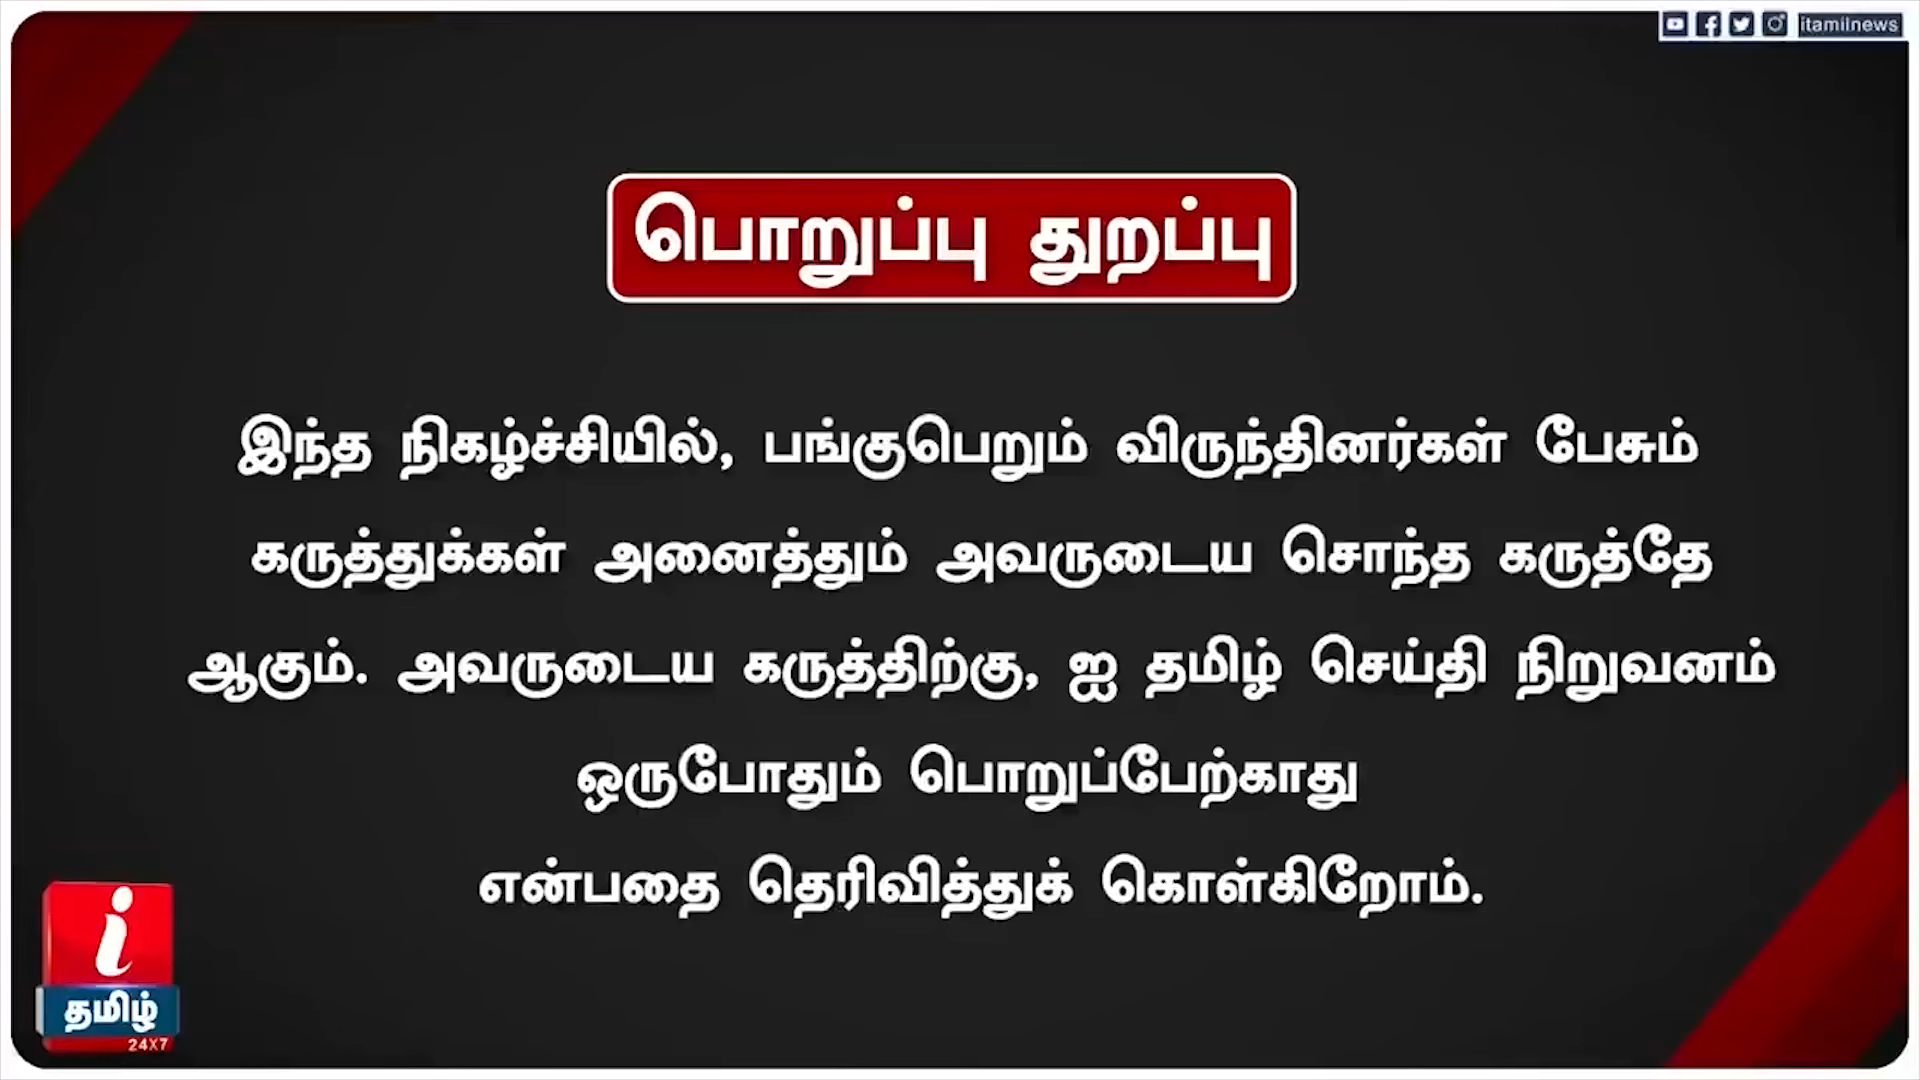 itamilnews
பொறுப்பு துறப்பு
இந்த நிகழ்ச்சியில், பங்குபெறும் விருந்தினர்கள் பேசும்
கருத்துக்கள் அனைத்தும் அவருடைய சொந்த கருத்தே
ஆகும். அவருடைய கருத்திற்கு, ஐ தமிழ் செய்தி நிறுவனம்
ஒருபோதும் பொறுப்பேற்காது
என்பதை தெரிவித்துக் கொள்கிறோம்.
i
தமிழ்
24X7